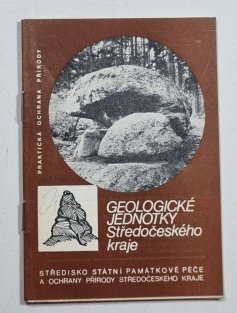 PRAKTICKÁ OCHRANA PŘÍRODY
GEOLOGICKÉ
JEDNOTKY
Středočeského
kraje
STŘEDISKO STÁTNÍ PAMÁTKOVÉ PÉČE
A OCHRANY PŘÍRODY STŘEDOČESKÉHO KRAJE